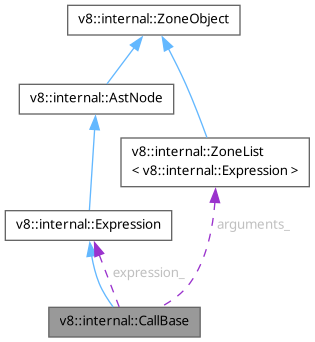 v8::internal::ZoneObject
v8::internal::AstNode
v8::internal::ZoneList
< v8::internal::Expression >
v8::internal::Expression
arguments_
expression_
v8::internal::CallBase